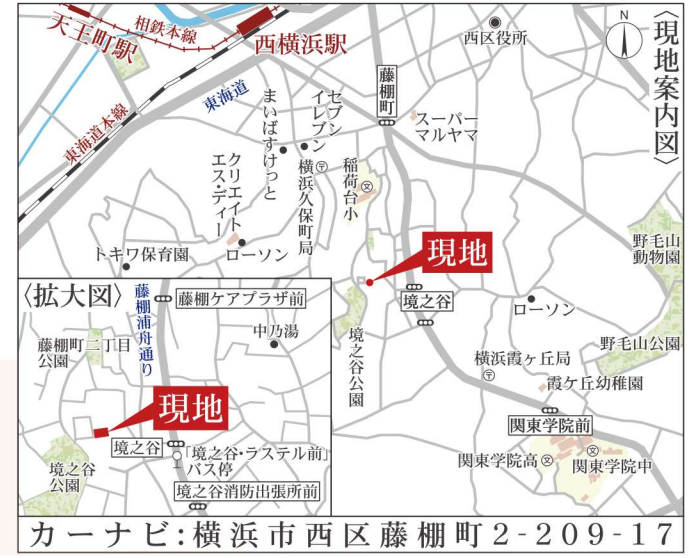 〈現地案内図〉
N
相鉄本線
天王町駅
西横浜駅
西区役所
東海道
東海道本線
藤棚町
スーパー
マルヤマ
セブン
イレブン
まいばすけっと
横浜久保町局
稲荷台小
クリエイト
エス・ディー
ローソン
トキワ保育園
現地
境之谷
境之谷公園
野毛山
動物園
ローソン
野毛山公園
横浜霞ヶ丘局
霞ケ丘幼稚園
関東学院前
関東学院高
関東学院中
〈拡大図〉
藤棚浦舟通り
藤棚ケアプラザ前
中乃湯
藤棚町二丁目
公園
現地
境之谷
「境之谷・ラステル前」
バス停
境之谷
公園
境之谷消防出張所前
カーナビ:横浜市西区藤棚町2-209-17